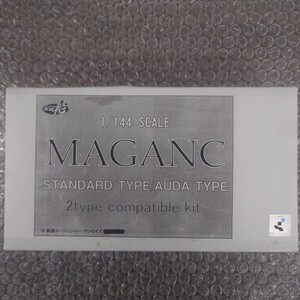 1/144 SCALE
MAGANC
STANDARD TYPE/AUDA TYPE
2type compatible kit